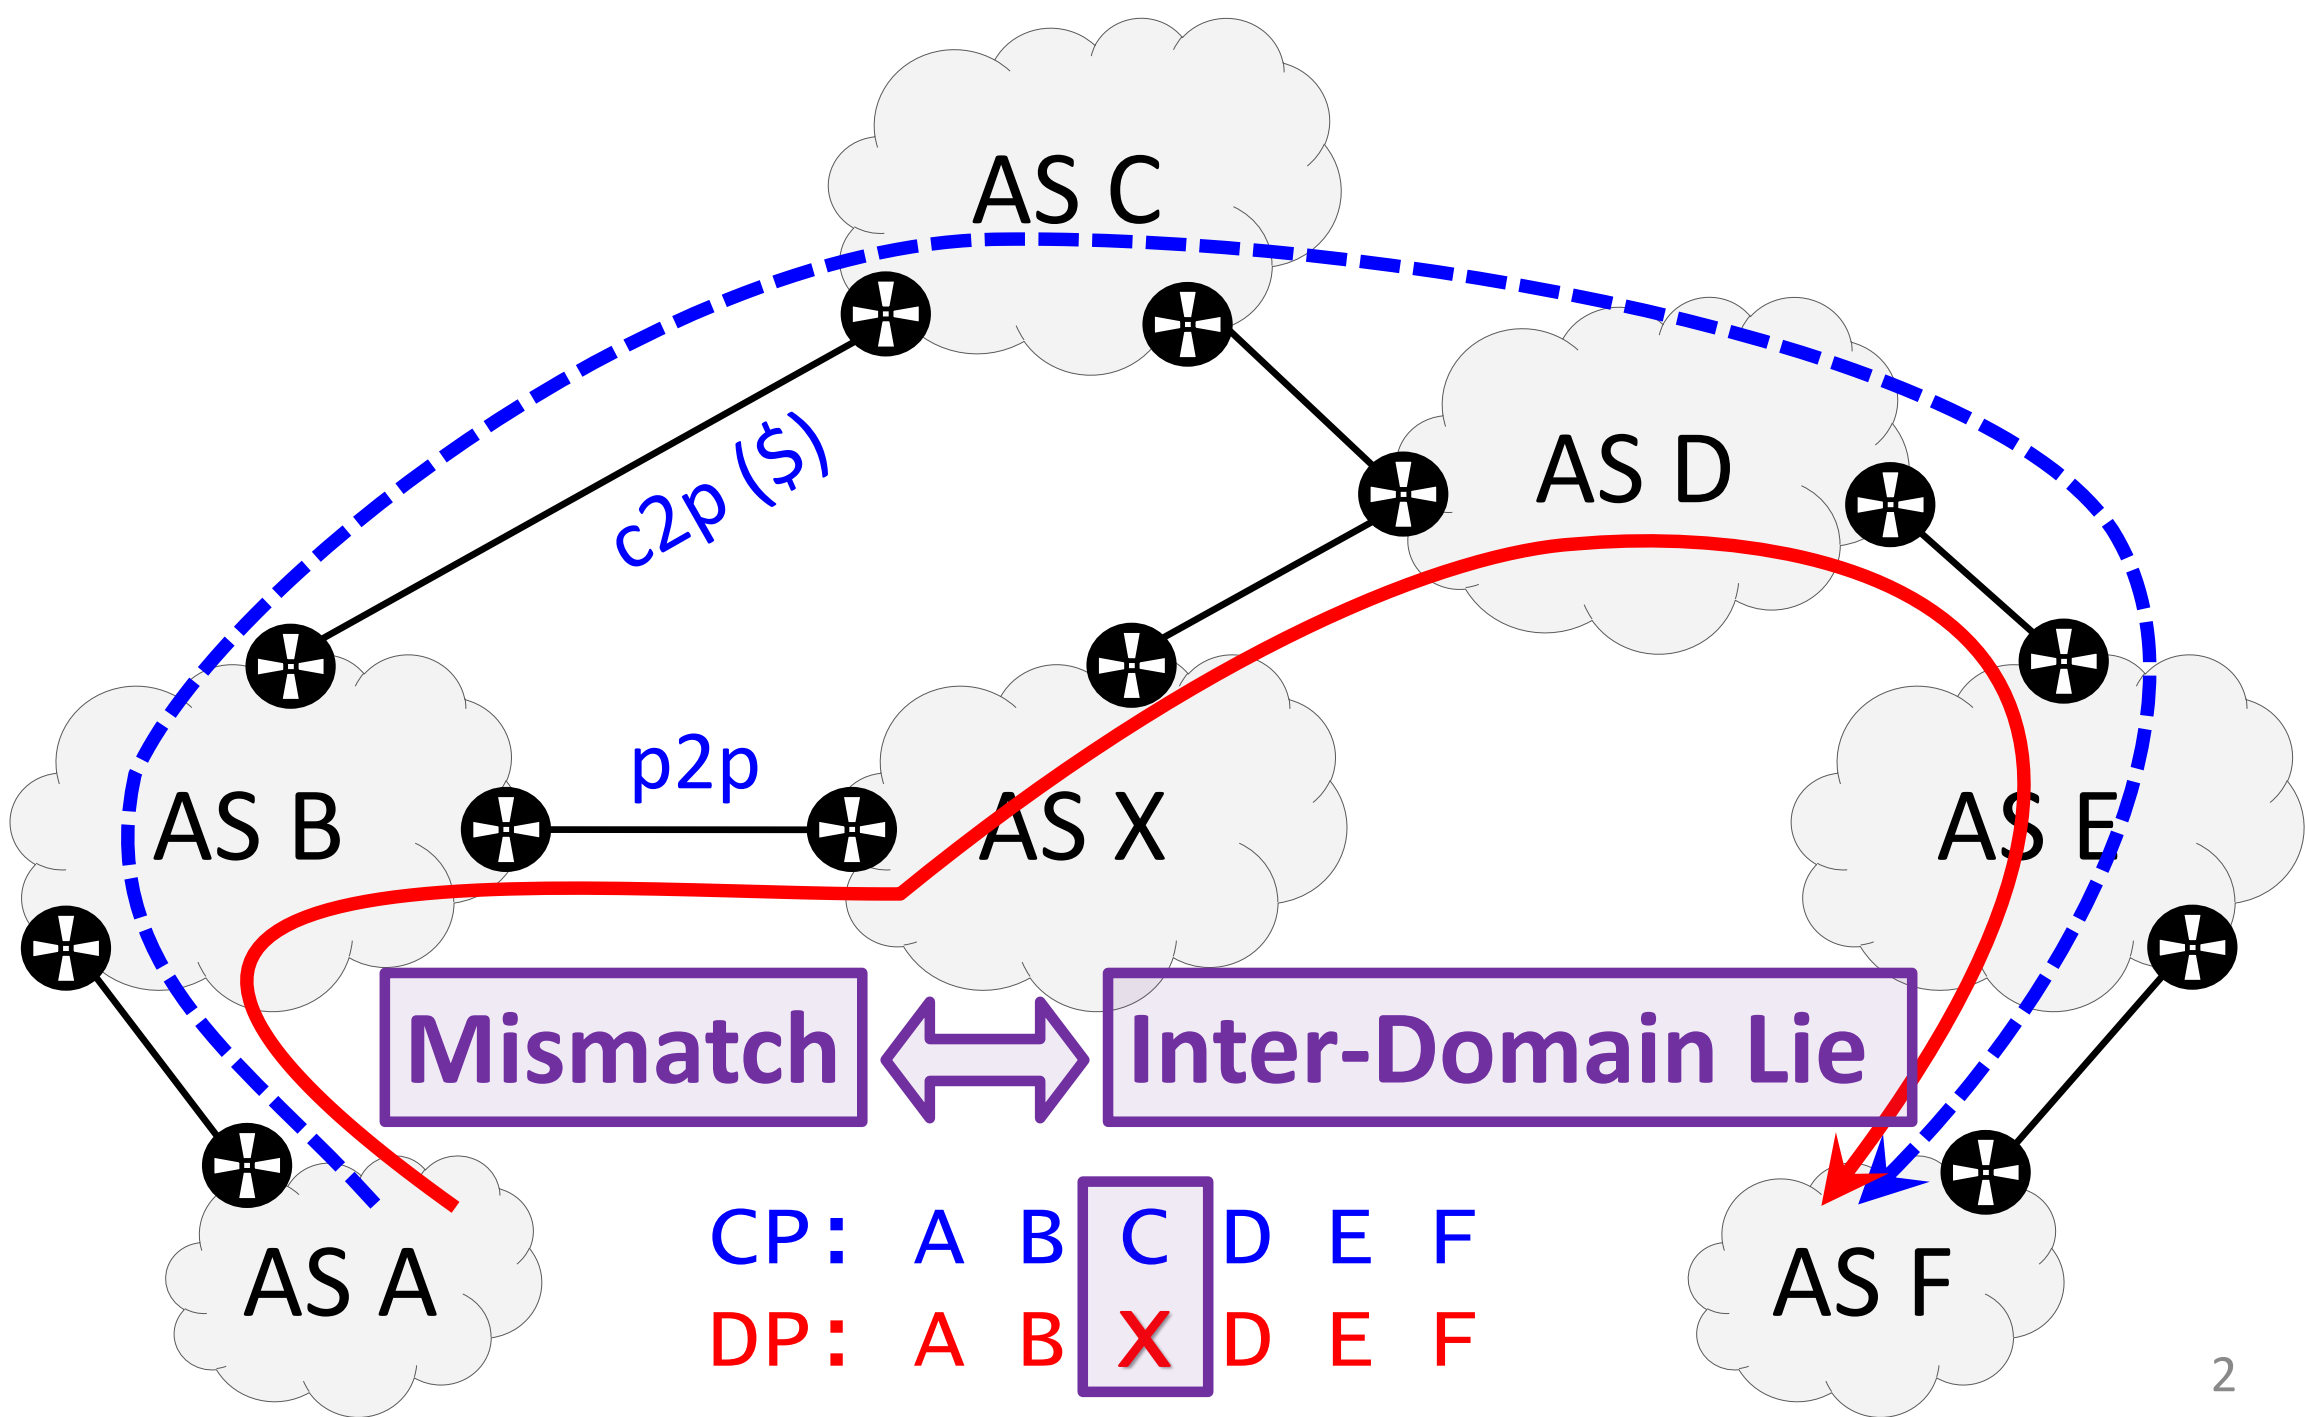 AS C
AS D
c2p ($)
p2p
AS B
AS X
AS E
Mismatch
Inter-Domain Lie
CP: A B C D E F
DP: A B X D E F
AS A
AS F
2